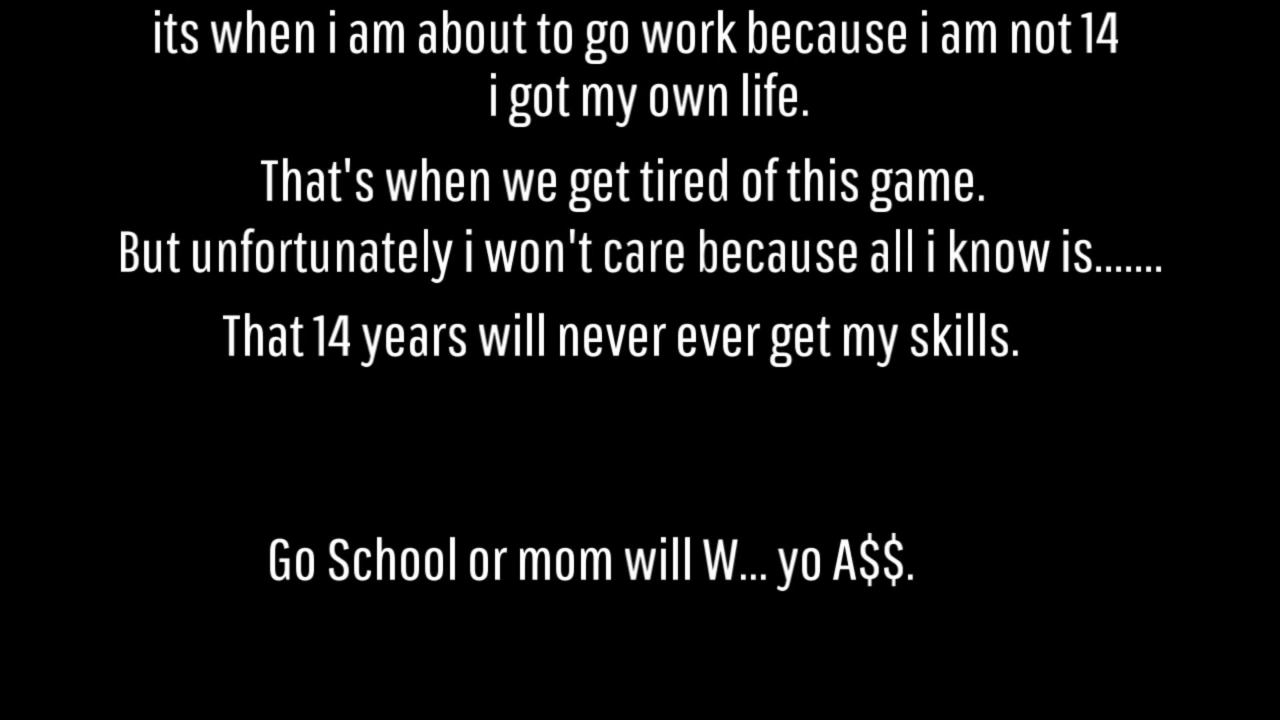 its when i am about to go work because i am not 14
i got my own life.
That's when we get tired of this game.
But unfortunately i won't care because all i know is.......
That 14 years will never ever get my skills.
Go School or mom will W... yo A$$.